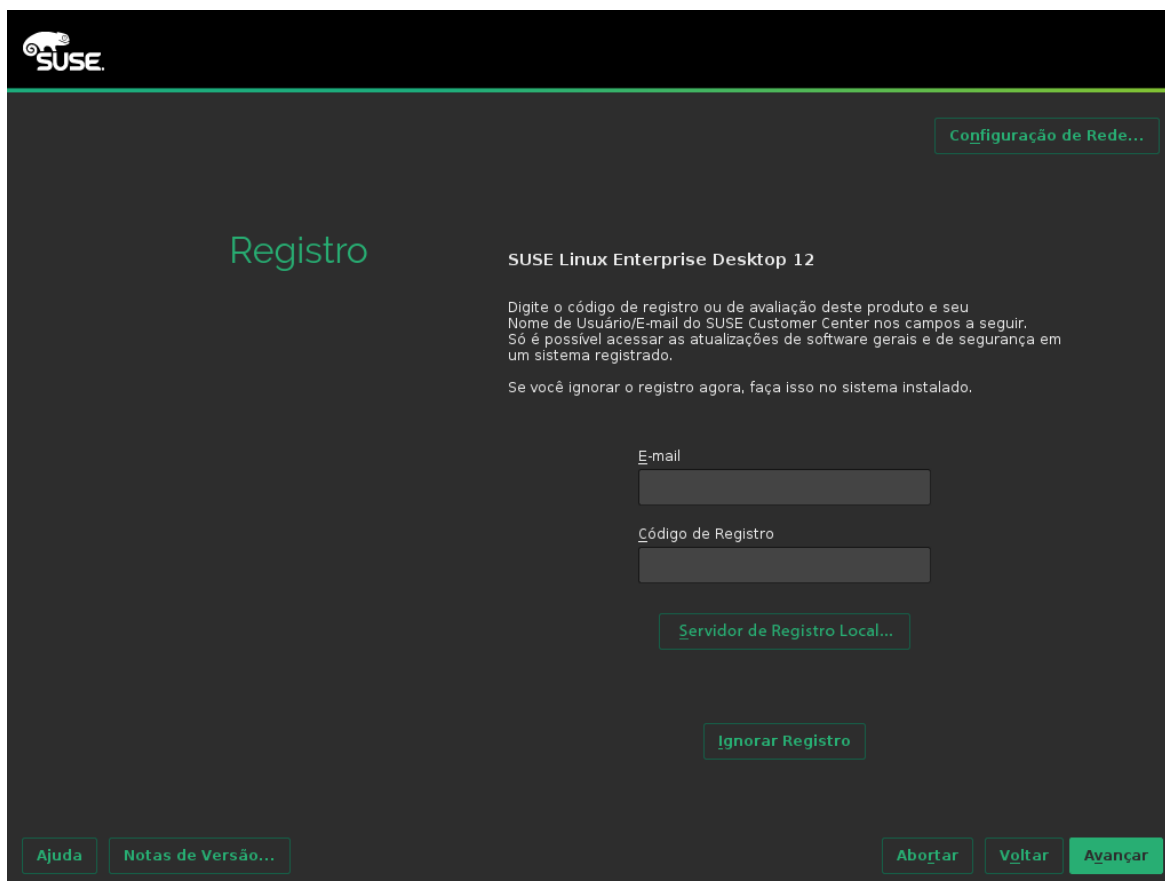 SUSE.
Configuração de Rede...
Registro
SUSE Linux Enterprise Desktop 12
Digite o código de registro ou de avaliação deste produto e seu
Nome de Usuário/E-mail do SUSE Customer Center nos campos a seguir.
Só é possível acessar as atualizações de software gerais e de segurança em
um sistema registrado.
Se você ignorar o registro agora, faça isso no sistema instalado.
E-mail
Código de Registro
Servidor de Registro Local...
Ignorar Registro
Ajuda Notas de Versão... Abortar Voltar Avançar